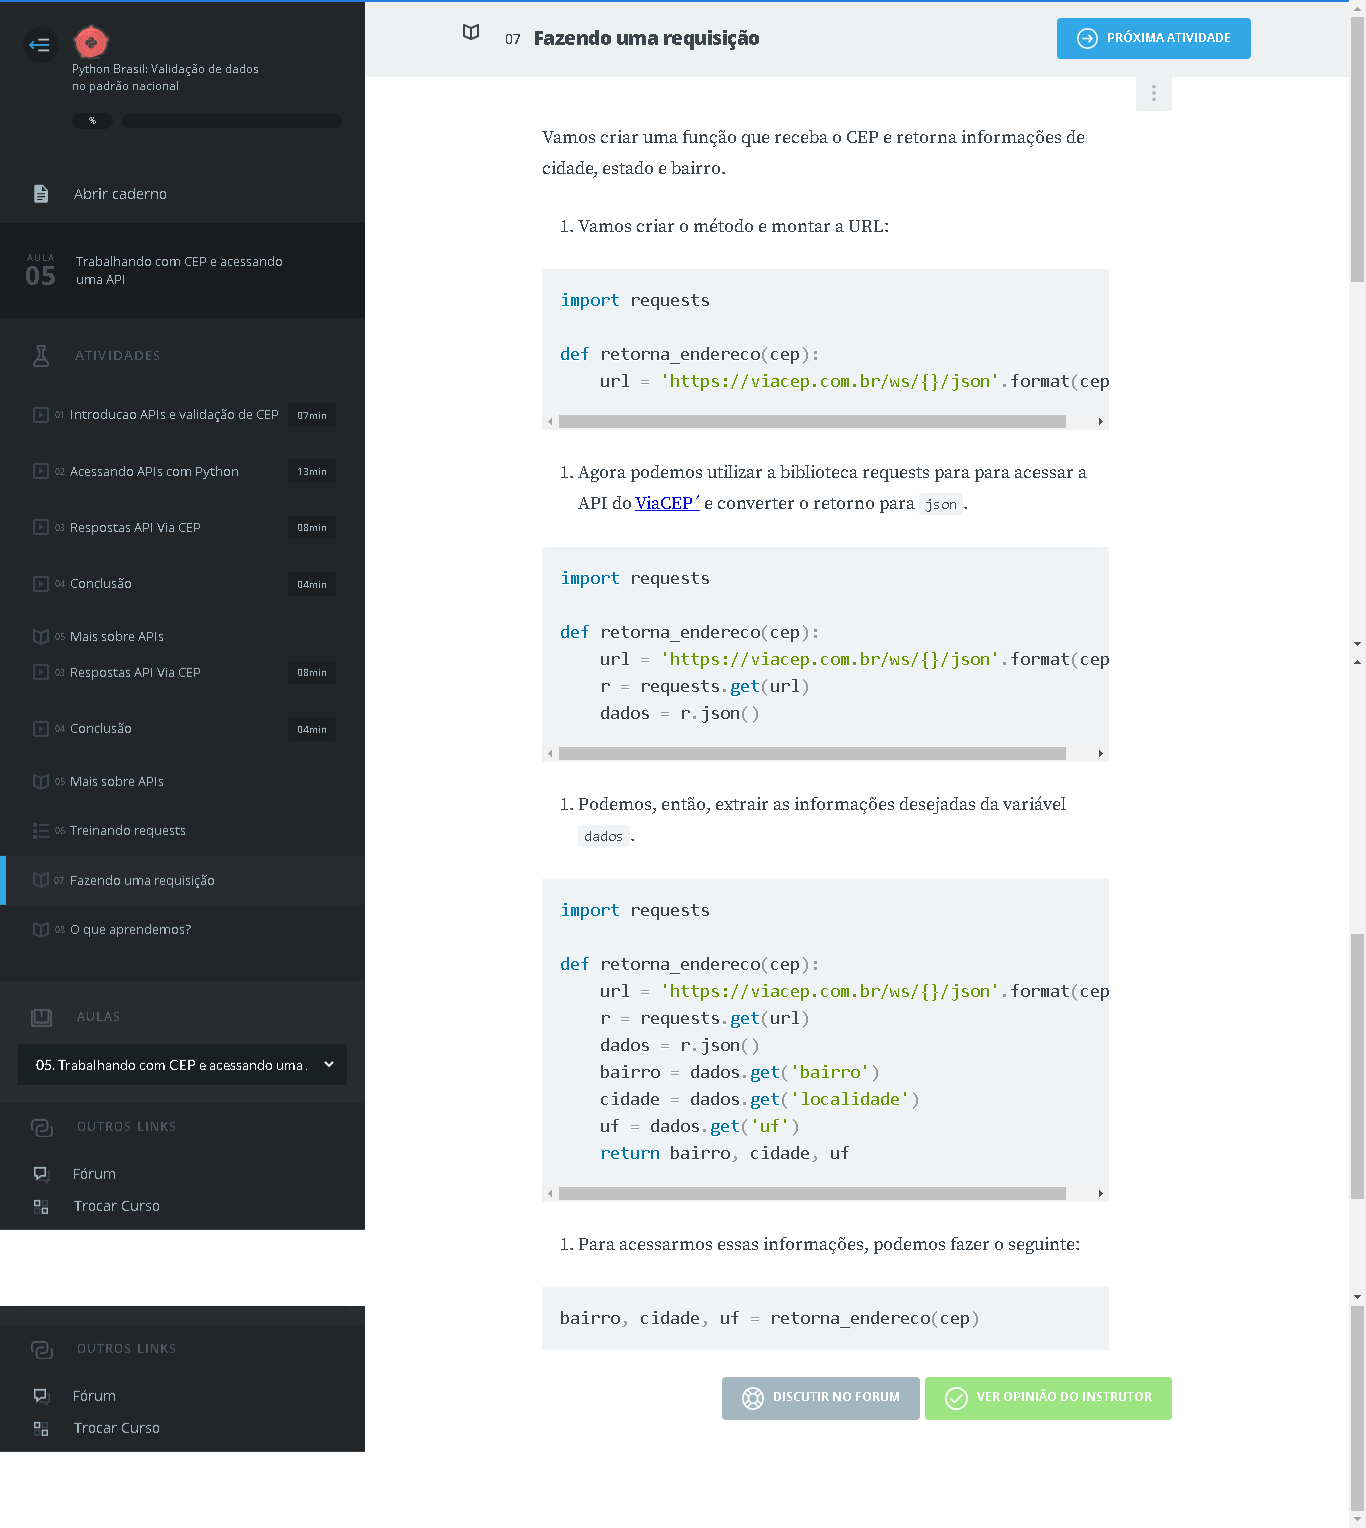 Python Brasil: Validação de dados
no padrão nacional
%
Abrir caderno
AULA
05
Trabalhando com CEP e acessando
uma API
ATIVIDADES
01 Introducao APIs e validação de CEP 07min
02 Acessando APIs com Python 13min
03 Respostas API Via CEP 08min
04 Conclusão 04min
05 Mais sobre APIs
03 Respostas API Via CEP 08min
04 Conclusão 04min
05 Mais sobre APIs
06 Treinando requests
07 Fazendo uma requisição
08 O que aprendemos?
AULAS
05. Trabalhando com CEP e acessando uma .
OUTROS LINKS
Fórum
Trocar Curso
OUTROS LINKS
Fórum
Trocar Curso
07 Fazendo uma requisição
PRÓXIMA ATIVIDADE
Vamos criar uma função que receba o CEP e retorna informações de
cidade, estado e bairro.
1. Vamos criar o método e montar a URL:
import requests
def retorna_endereco(cep):
    url = 'https://viacep.com.br/ws/{}/json'.format(cep
1. Agora podemos utilizar a biblioteca requests para para acessar a
API do ViaCEP´ e converter o retorno para json .
import requests
def retorna_endereco(cep):
    url = 'https://viacep.com.br/ws/{}/json'.format(cep
    r = requests.get(url)
    dados = r.json()
1. Podemos, então, extrair as informações desejadas da variável
dados .
import requests
def retorna_endereco(cep):
    url = 'https://viacep.com.br/ws/{}/json'.format(cep
    r = requests.get(url)
    dados = r.json()
    bairro = dados.get('bairro')
    cidade = dados.get('localidade')
    uf = dados.get('uf')
    return bairro, cidade, uf
1. Para acessarmos essas informações, podemos fazer o seguinte:
bairro, cidade, uf = retorna_endereco(cep)
DISCUTIR NO FORUM
VER OPINIÃO DO INSTRUTOR